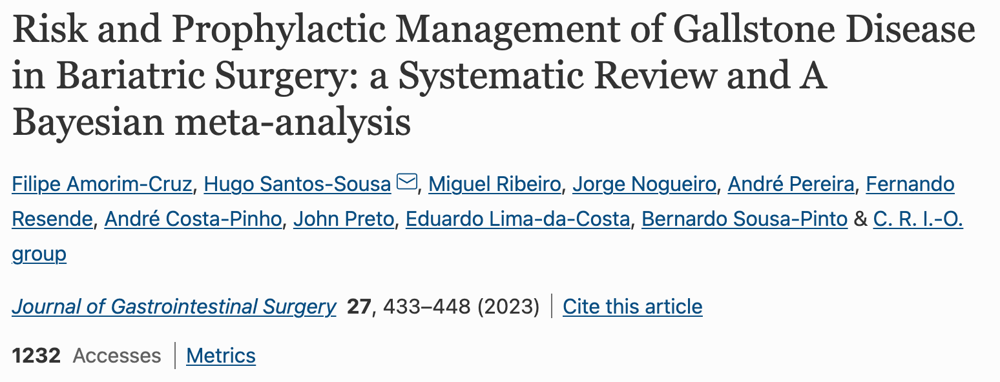 Risk and Prophylactic Management of Gallstone Disease
in Bariatric Surgery: a Systematic Review and A
Bayesian meta-analysis
Filipe Amorim-Cruz, Hugo Santos-Sousa, Miguel Ribeiro, Jorge Nogueiro, André Pereira, Fernando
Resende, André Costa-Pinho, John Preto, Eduardo Lima-da-Costa, Bernardo Sousa-Pinto & C. R. I.-O.
group
Journal of Gastrointestinal Surgery 27, 433–448 (2023) | Cite this article
1232 Accesses | Metrics